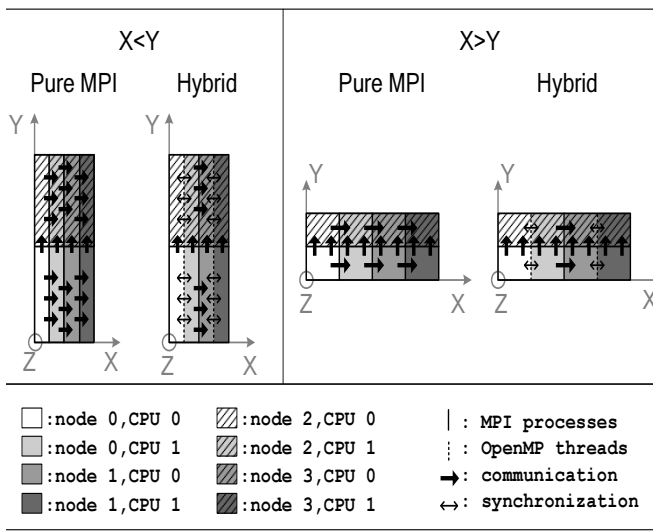 X<Y
X>Y
Pure MPI
Hybrid
Pure MPI
Hybrid
Y
Y
Y
Y
Z
X
Z
X
Z
X
Z
X
:node 0,CPU 0
:node 2,CPU 0
: MPI processes
:node 0,CPU 1
:node 2,CPU 1
: OpenMP threads
:node 1,CPU 0
:node 3,CPU 0
: communication
:node 1,CPU 1
:node 3,CPU 1
: synchronization